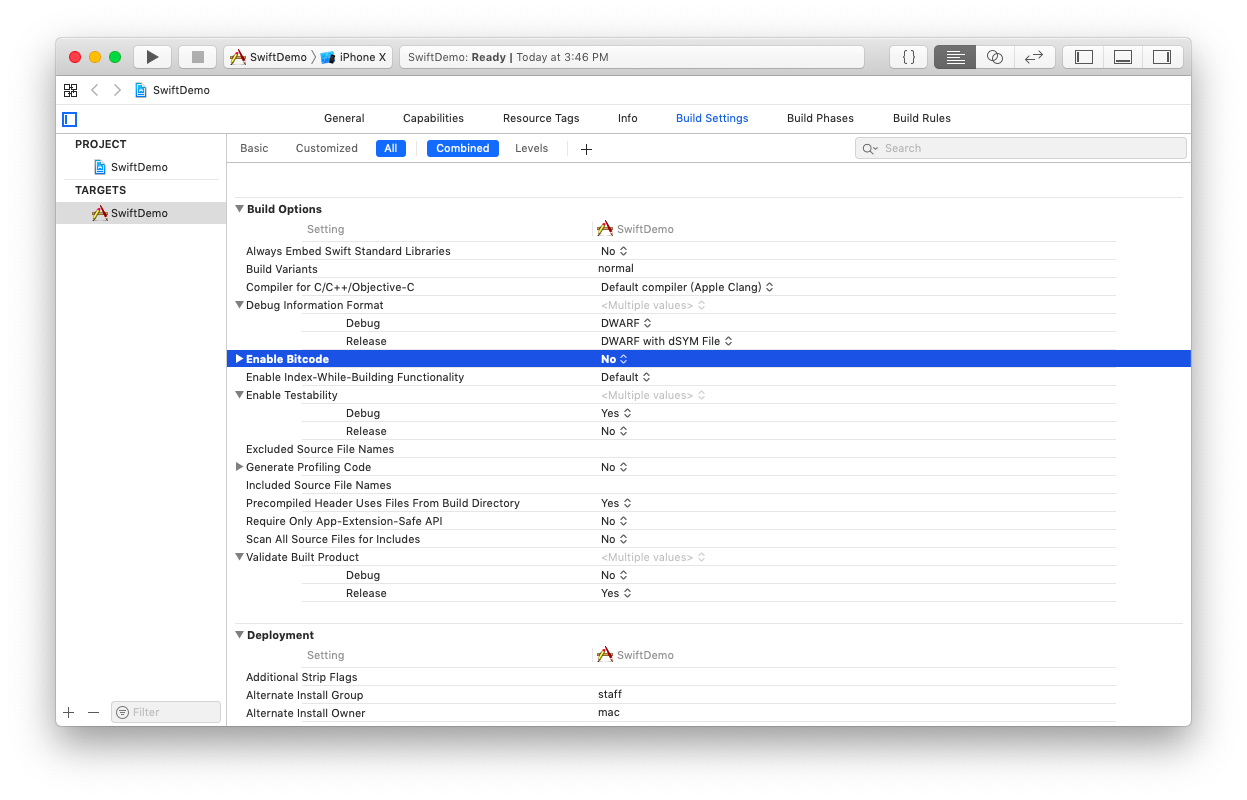 SwiftDemo iPhone X SwiftDemo: Ready | Today at 3:46 PM { }
SwiftDemo
General Capabilities Resource Tags Info Build Settings Build Phases Build Rules
PROJECT
SwiftDemo
TARGETS
SwiftDemo
Basic Customized All Combined Levels + Search
Build Options
Setting SwiftDemo
Always Embed Swift Standard Libraries No
Build Variants normal
Compiler for C/C++/Objective-C Default compiler (Apple Clang)
Debug Information Format <Multiple values>
Debug DWARF
Release DWARF with dSYM File
Enable Bitcode No
Enable Index-While-Building Functionality Default
Enable Testability <Multiple values>
Debug Yes
Release No
Excluded Source File Names
Generate Profiling Code No
Included Source File Names
Precompiled Header Uses Files From Build Directory Yes
Require Only App-Extension-Safe API No
Scan All Source Files for Includes No
Validate Built Product <Multiple values>
Debug No
Release Yes
Deployment
Setting SwiftDemo
Additional Strip Flags
Alternate Install Group staff
Alternate Install Owner mac
+ − Filter